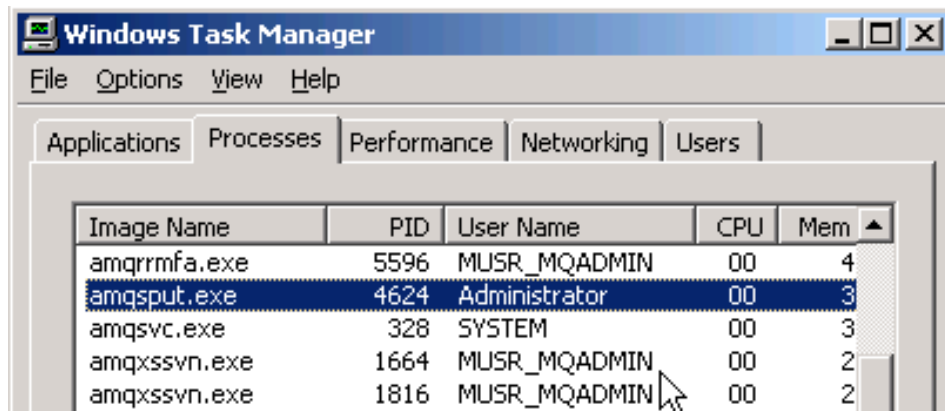 Windows Task Manager
File Options View Help
Applications Processes Performance Networking Users
Image Name PID User Name CPU Mem
amqrrmfa.exe 5596 MUSR_MQADMIN 00 4
amqsput.exe 4624 Administrator 00 3
amqsvc.exe 328 SYSTEM 00 3
amqxssvn.exe 1664 MUSR_MQADMIN 00 2
amqxssvn.exe 1816 MUSR_MQADMIN 00 2